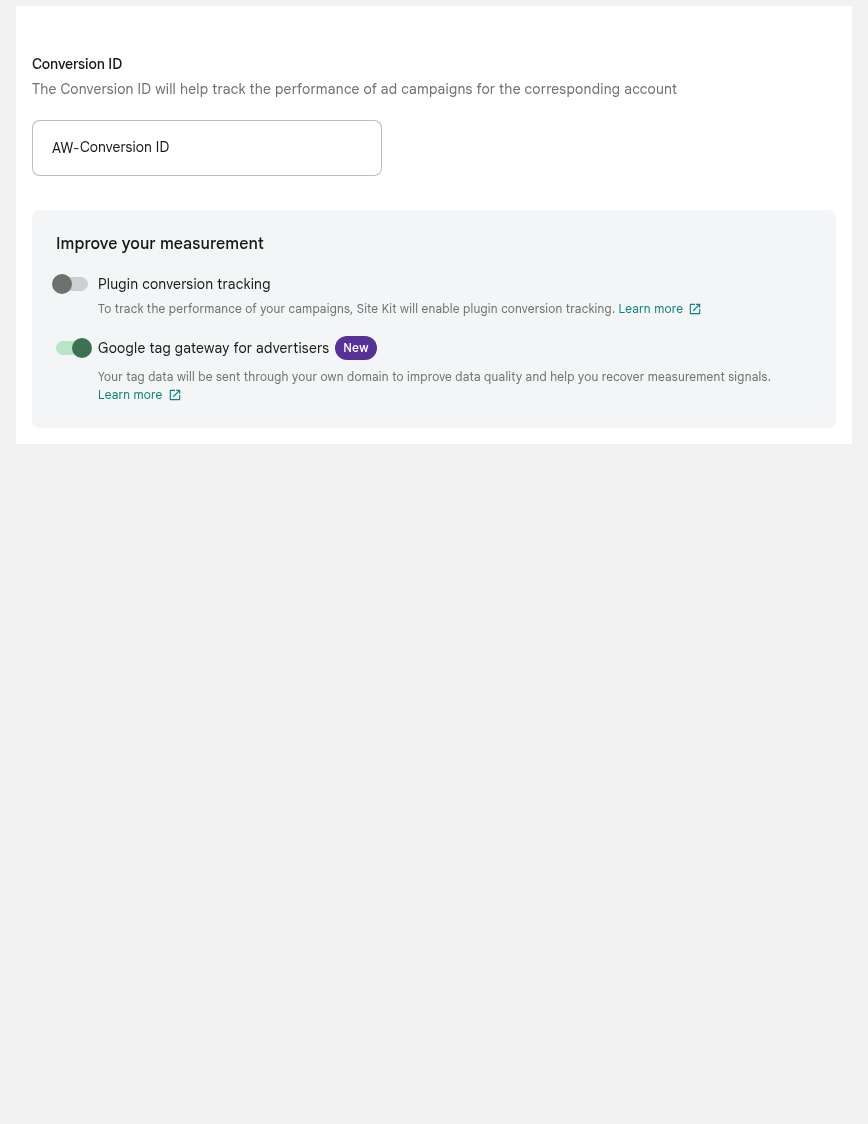 Conversion ID
The Conversion ID will help track the performance of ad campaigns for the corresponding account
AW-Conversion ID
Improve your measurement
Plugin conversion tracking
To track the performance of your campaigns, Site Kit will enable plugin conversion tracking. Learn more
Google tag gateway for advertisers New
Your tag data will be sent through your own domain to improve data quality and help you recover measurement signals.
Learn more